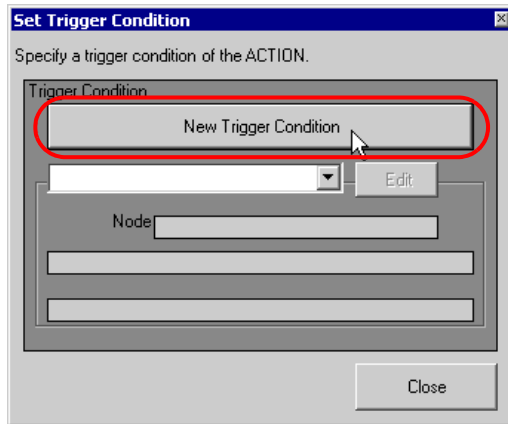 Set Trigger Condition
Specify a trigger condition of the ACTION.
Trigger Condition
New Trigger Condition
Edit
Node
Close